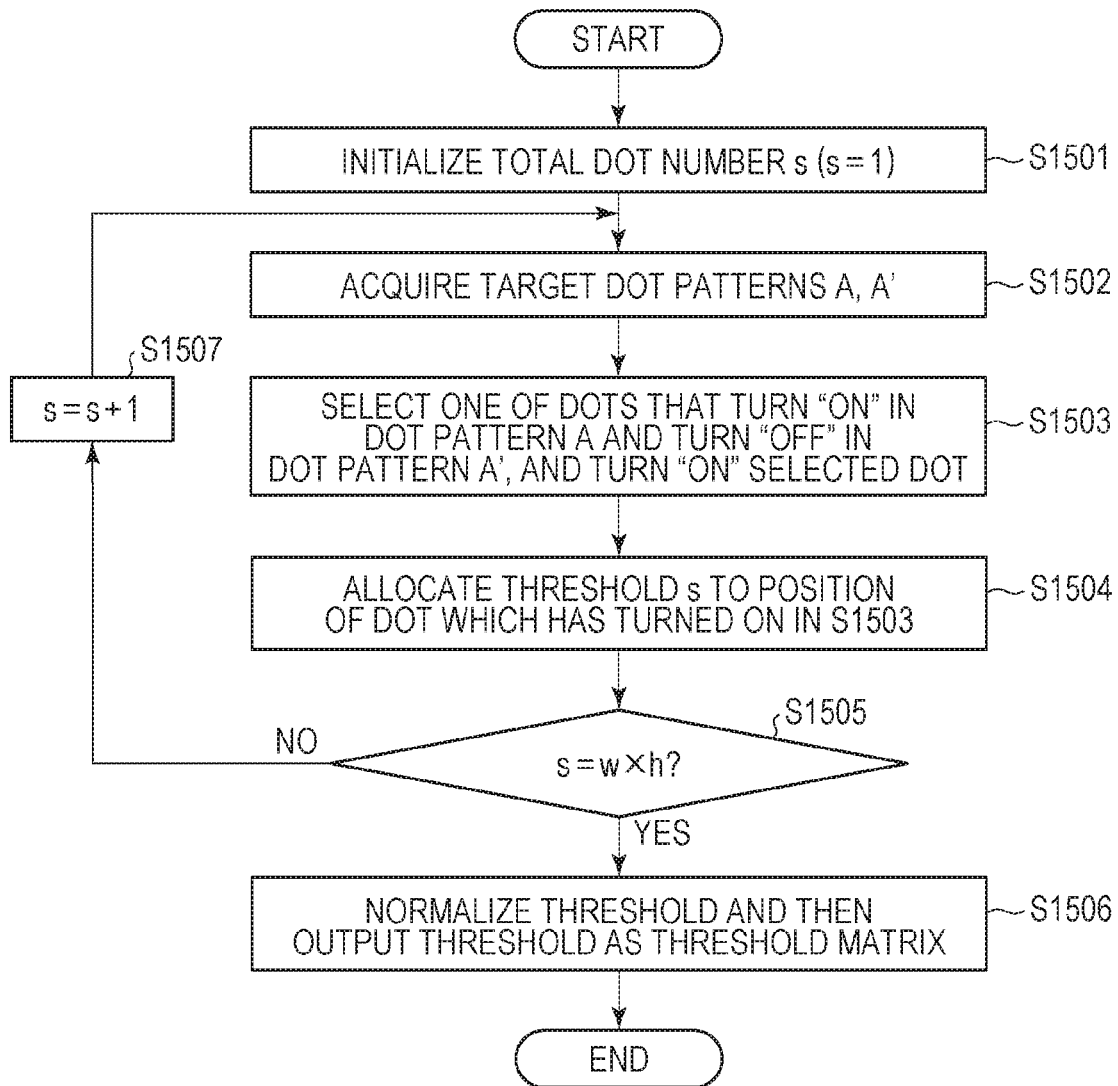 START
INITIALIZE TOTAL DOT NUMBER s (s=1)
S1501
ACQUIRE TARGET DOT PATTERNS A, A'
S1502
S1507
s=s+1
SELECT ONE OF DOTS THAT TURN "ON" IN
DOT PATTERN A AND TURN "OFF" IN
DOT PATTERN A', AND TURN "ON" SELECTED DOT
S1503
ALLOCATE THRESHOLD s TO POSITION
OF DOT WHICH HAS TURNED ON IN S1503
S1504
S1505
NO
s=w×h?
YES
NORMALIZE THRESHOLD AND THEN
OUTPUT THRESHOLD AS THRESHOLD MATRIX
S1506
END